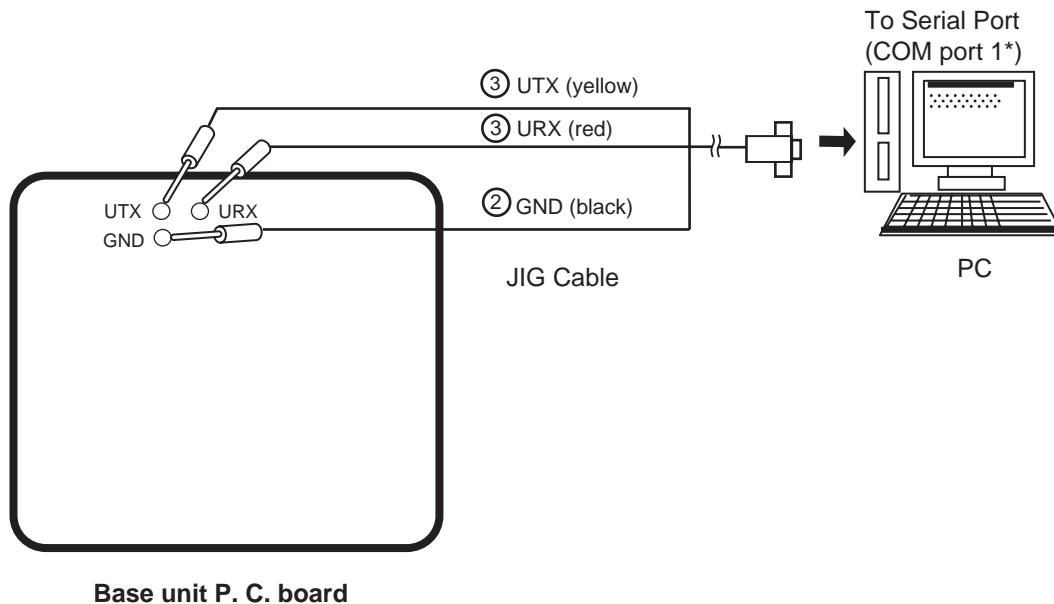 To Serial Port
(COM port 1*)
③ UTX (yellow)
③ URX (red)
UTX URX
② GND (black)
GND
JIG Cable
PC
Base unit P. C. board